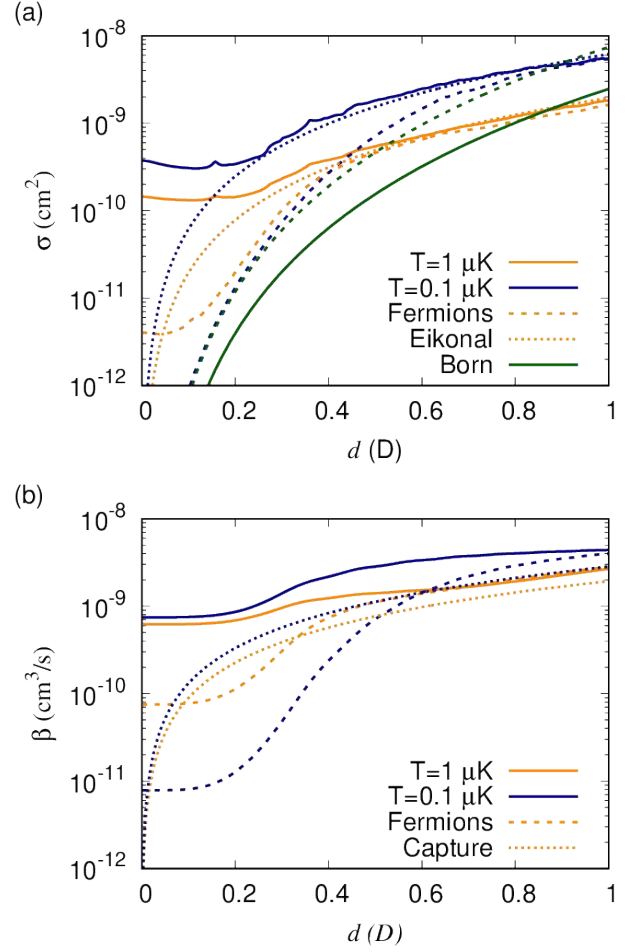 (a)
10^-8
10^-9
10^-10
10^-11
10^-12
σ (cm^2)
T=1 μK
T=0.1 μK
Fermions
Eikonal
Born
0 0.2 0.4 0.6 0.8 1
d (D)
(b)
10^-8
10^-9
10^-10
10^-11
10^-12
β (cm^3/s)
T=1 μK
T=0.1 μK
Fermions
Capture
0 0.2 0.4 0.6 0.8 1
d (D)